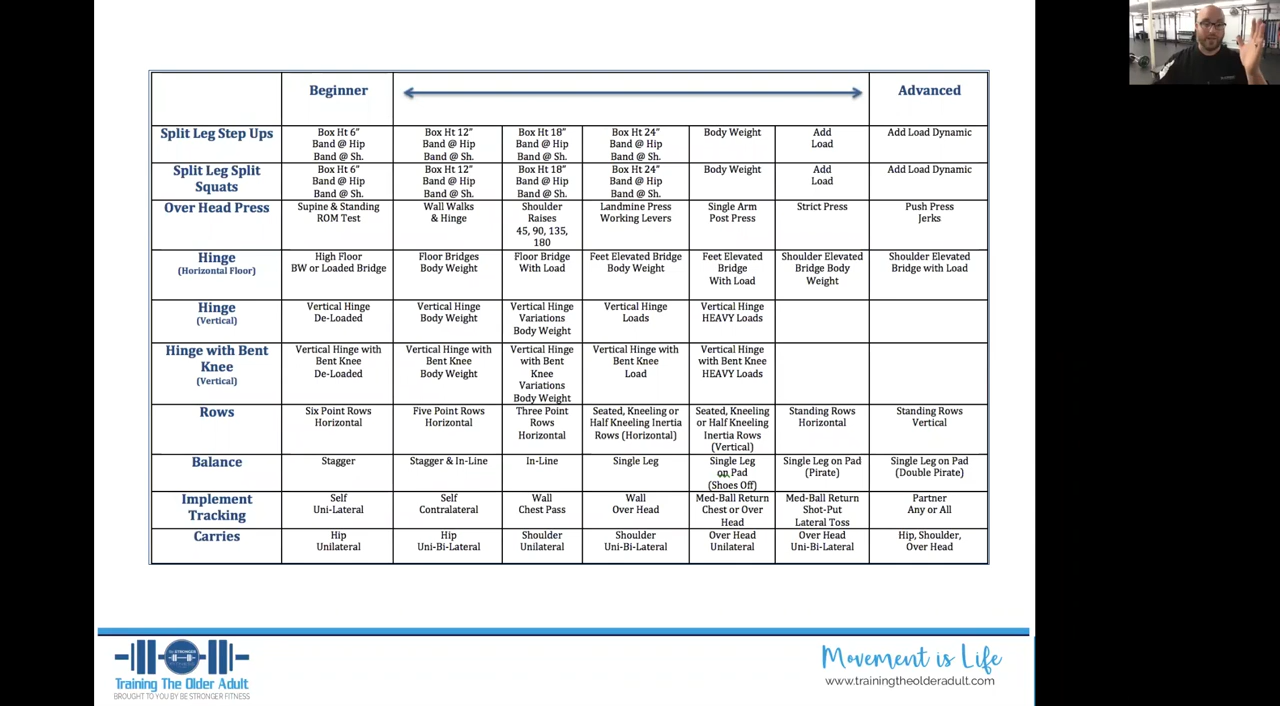 Beginner
Advanced
Split Leg Step Ups
Box Ht 6"
Band @ Hip
Band @ Sh.
Box Ht 12"
Band @ Hip
Band @ Sh.
Box Ht 18"
Band @ Hip
Band @ Sh.
Box Ht 24"
Band @ Hip
Band @ Sh.
Body Weight
Add
Load
Add Load Dynamic
Split Leg Split
Squats
Box Ht 6"
Band @ Hip
Band @ Sh.
Box Ht 12"
Band @ Hip
Band @ Sh.
Box Ht 18"
Band @ Hip
Band @ Sh.
Box Ht 24"
Band @ Hip
Band @ Sh.
Body Weight
Add
Load
Add Load Dynamic
Over Head Press
Supine & Standing
ROM Test
Wall Walks
& Hinge
Shoulder
Raises
45, 90, 135,
180
Landmine Press
Working Levers
Single Arm
Post Press
Strict Press
Push Press
Jerks
Hinge
(Horizontal Floor)
High Floor
BW or Loaded Bridge
Floor Bridges
Body Weight
Floor Bridge
With Load
Feet Elevated Bridge
Body Weight
Feet Elevated
Bridge
With Load
Shoulder Elevated
Bridge Body
Weight
Shoulder Elevated
Bridge with Load
Hinge
(Vertical)
Vertical Hinge
De-Loaded
Vertical Hinge
Body Weight
Vertical Hinge
Variations
Body Weight
Vertical Hinge
Loads
Vertical Hinge
HEAVY Loads
Hinge with Bent
Knee
(Vertical)
Vertical Hinge with
Bent Knee
De-Loaded
Vertical Hinge with
Bent Knee
Body Weight
Vertical Hinge
with Bent
Knee
Variations
Body Weight
Vertical Hinge with
Bent Knee
Load
Vertical Hinge
with Bent Knee
HEAVY Loads
Rows
Six Point Rows
Horizontal
Five Point Rows
Horizontal
Three Point
Rows
Horizontal
Seated, Kneeling or
Half Kneeling Inertia
Rows (Horizontal)
Seated, Kneeling
or Half Kneeling
Inertia Rows
(Vertical)
Standing Rows
Horizontal
Standing Rows
Vertical
Balance
Stagger
Stagger & In-Line
In-Line
Single Leg
Single Leg
on Pad
(Shoes Off)
Single Leg on Pad
(Pirate)
Single Leg on Pad
(Double Pirate)
Implement
Tracking
Self
Uni-Lateral
Self
Contralateral
Wall
Chest Pass
Wall
Over Head
Med-Ball Return
Chest or Over
Head
Med-Ball Return
Shot-Put
Lateral Toss
Partner
Any or All
Carries
Hip
Unilateral
Hip
Uni-Bi-Lateral
Shoulder
Unilateral
Shoulder
Uni-Bi-Lateral
Over Head
Unilateral
Over Head
Uni-Bi-Lateral
Hip, Shoulder,
Over Head
Training The Older Adult
BROUGHT TO YOU BY BE STRONGER FITNESS
Movement is Life
www.trainingtheolderadult.com